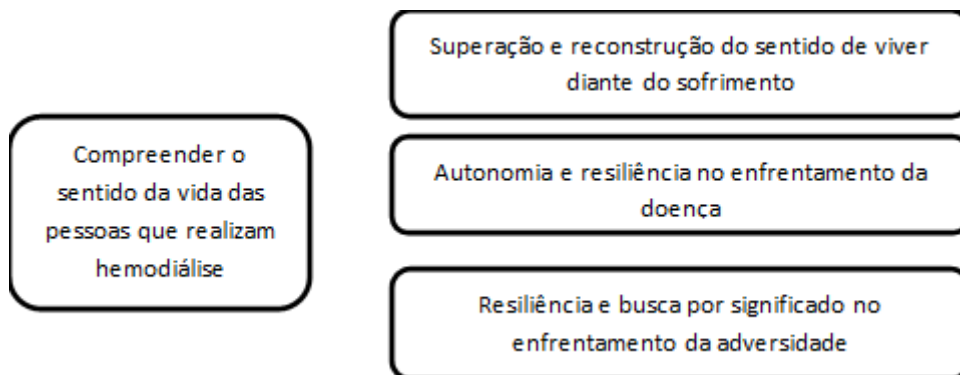 Compreender o
sentido da vida das
pessoas que realizam
hemodiálise
Superação e reconstrução do sentido de viver
diante do sofrimento
Autonomia e resiliência no enfrentamento da
doença
Resiliência e busca por significado no
enfrentamento da adversidade